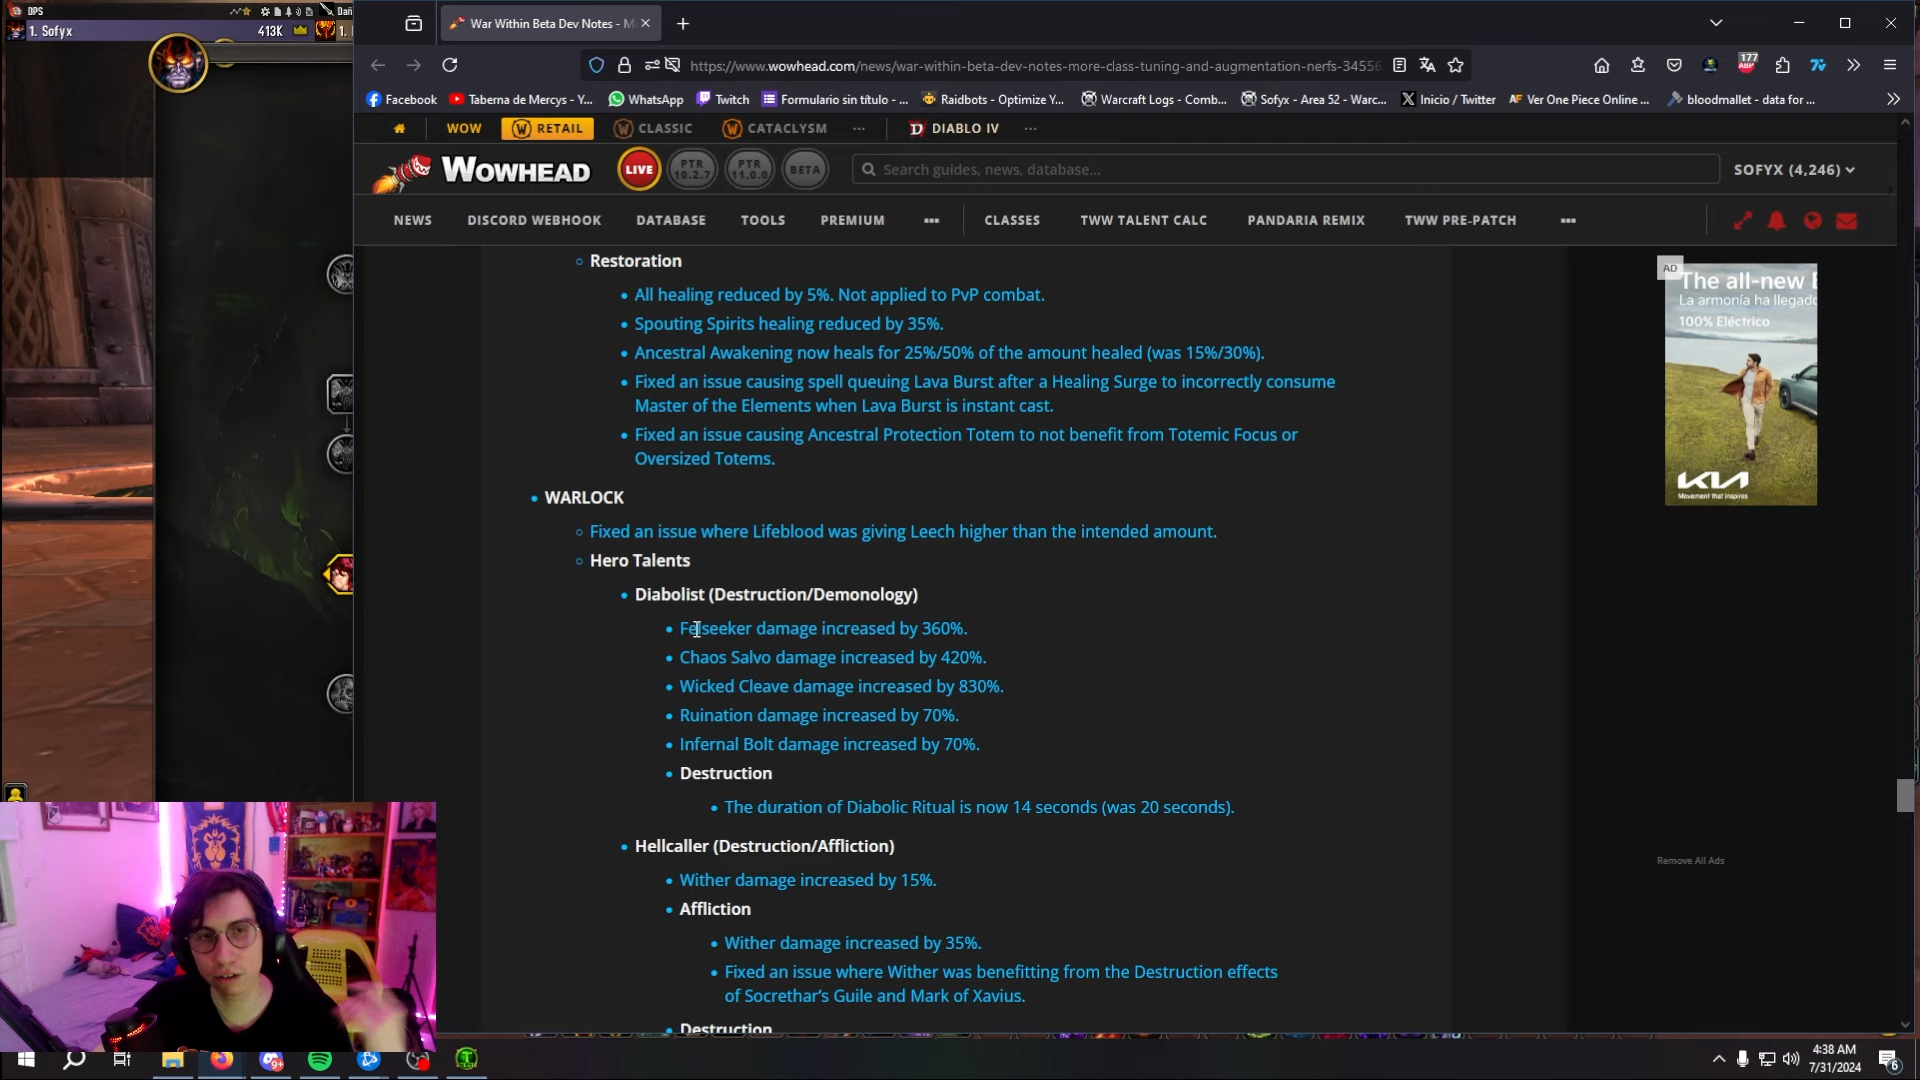 DPS
1. Sofyx 413K 1.
War Within Beta Dev Notes - M
https://www.wowhead.com/news/war-within-beta-dev-notes-more-class-tuning-and-augmentation-nerfs-34556
177
ABP
Facebook Taberna de Mercys - Y... WhatsApp Twitch Formulario sin título - ... Raidbots - Optimize Y... Warcraft Logs - Comb... Sofyx - Area 52 - Warc... Inicio / Twitter Ver One Piece Online ... bloodmallet - data for ...
WOW RETAIL CLASSIC CATACLYSM ... DIABLO IV ...
WOWHEAD LIVE PTR 10.2.7 PTR 11.0.0 BETA Search guides, news, database... SOFYX (4,246)
NEWS DISCORD WEBHOOK DATABASE TOOLS PREMIUM ... CLASSES TWW TALENT CALC PANDARIA REMIX TWW PRE-PATCH ...
Restoration
All healing reduced by 5%. Not applied to PvP combat.
Spouting Spirits healing reduced by 35%.
Ancestral Awakening now heals for 25%/50% of the amount healed (was 15%/30%).
Fixed an issue causing spell queuing Lava Burst after a Healing Surge to incorrectly consume
Master of the Elements when Lava Burst is instant cast.
Fixed an issue causing Ancestral Protection Totem to not benefit from Totemic Focus or
Oversized Totems.
WARLOCK
Fixed an issue where Lifeblood was giving Leech higher than the intended amount.
Hero Talents
Diabolist (Destruction/Demonology)
Felseeker damage increased by 360%.
Chaos Salvo damage increased by 420%.
Wicked Cleave damage increased by 830%.
Ruination damage increased by 70%.
Infernal Bolt damage increased by 70%.
Destruction
The duration of Diabolic Ritual is now 14 seconds (was 20 seconds).
Hellcaller (Destruction/Affliction)
Wither damage increased by 15%.
Affliction
Wither damage increased by 35%.
Fixed an issue where Wither was benefitting from the Destruction effects
of Socrethar's Guile and Mark of Xavius.
Destruction
AD
The all-new
La armonía ha llegado
100% Eléctrico
KIA
Movement that inspires
Remove All Ads
4:38 AM
7/31/2024
6